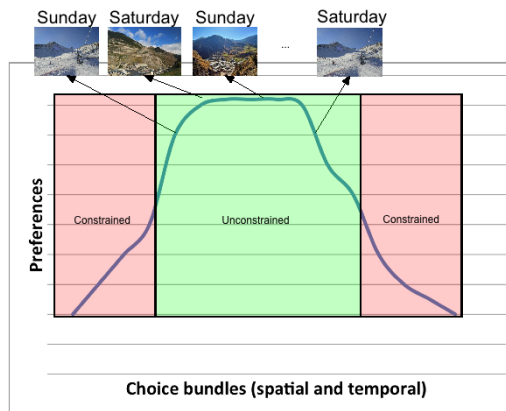 Sunday Saturday Sunday ... Saturday
Preferences
Constrained Unconstrained Constrained
Choice bundles (spatial and temporal)